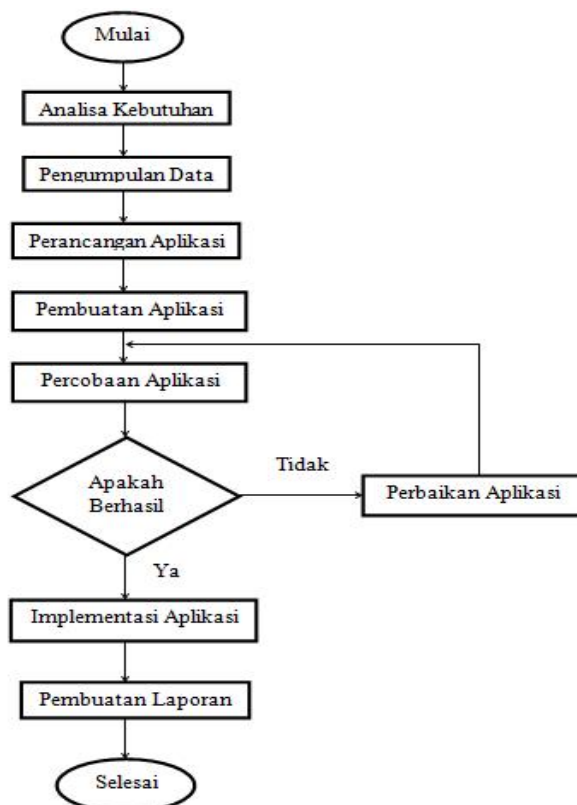 Mulai
Analisa Kebutuhan
Pengumpulan Data
Perancangan Aplikasi
Pembuatan Aplikasi
Percobaan Aplikasi
Apakah
Berhasil
Tidak
Perbaikan Aplikasi
Ya
Implementasi Aplikasi
Pembuatan Laporan
Selesai